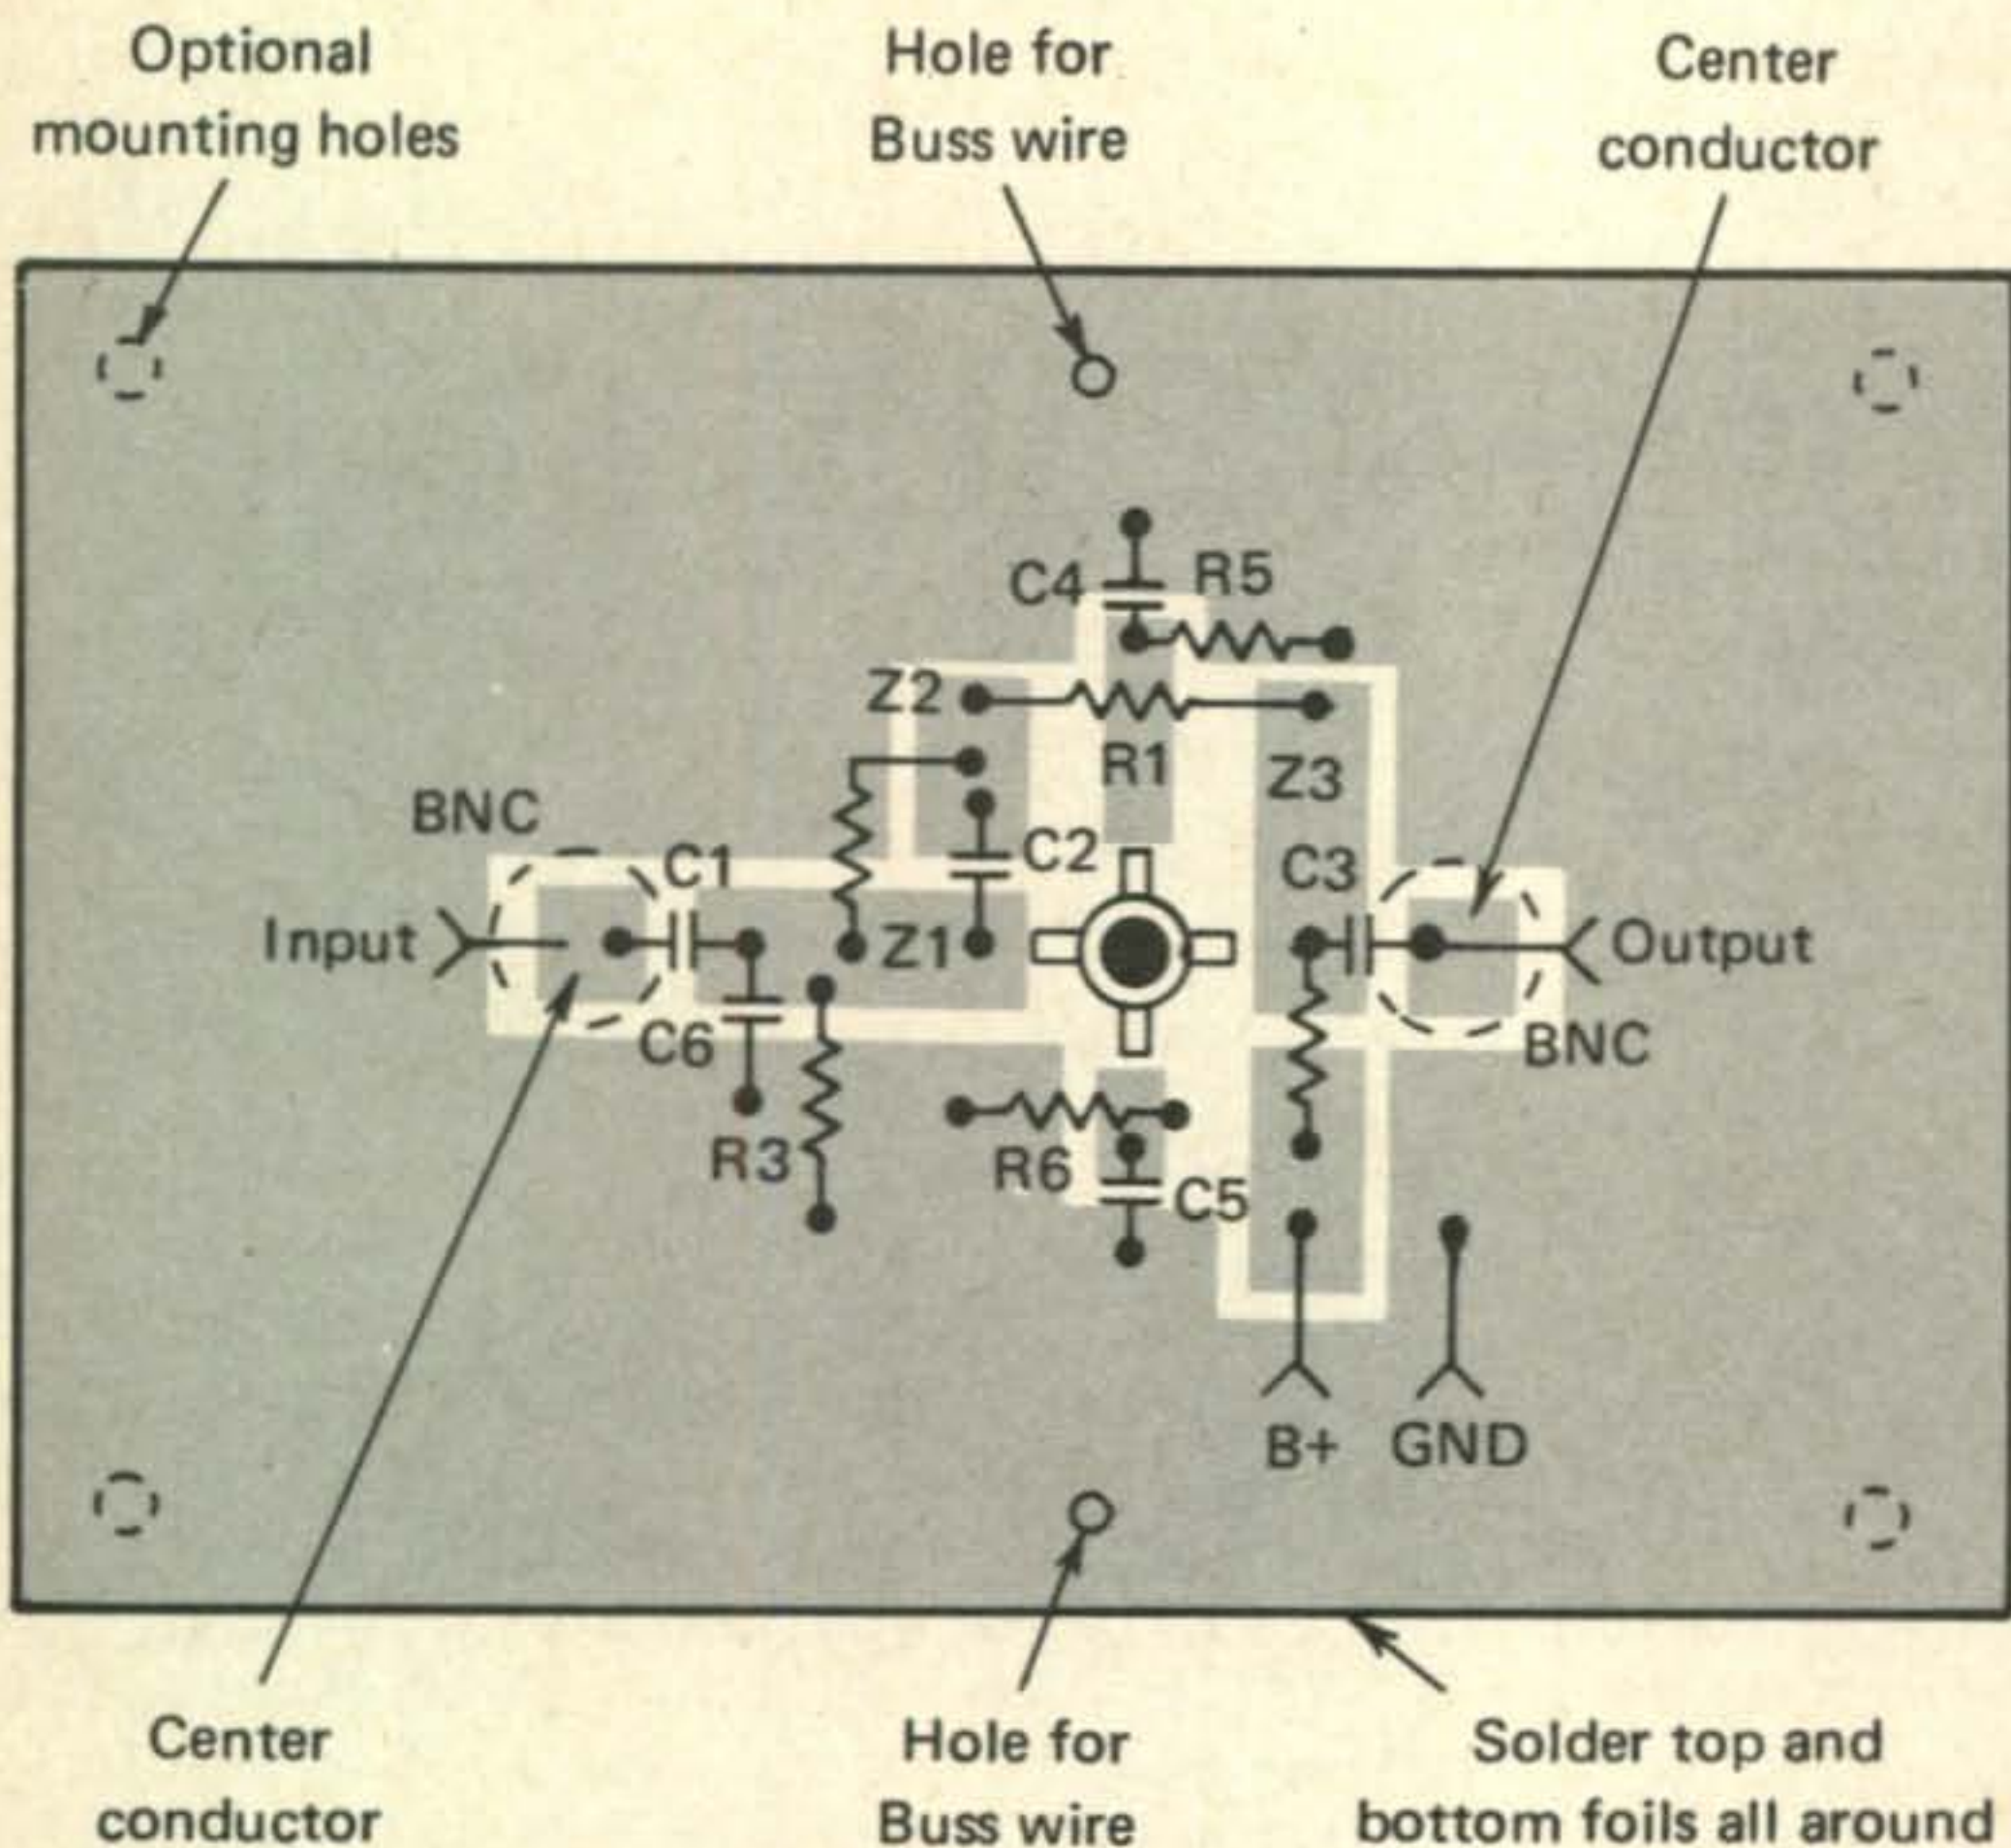 Optional
mounting holes
Hole for
Buss wire
Center
conductor
C4
R5
Z2
R1
Z3
BNC
C1
C2
C3
Input
Z1
Output
C6
BNC
R3
R6
C5
B+
GND
Center
conductor
Hole for
Buss wire
Solder top and
bottom foils all around